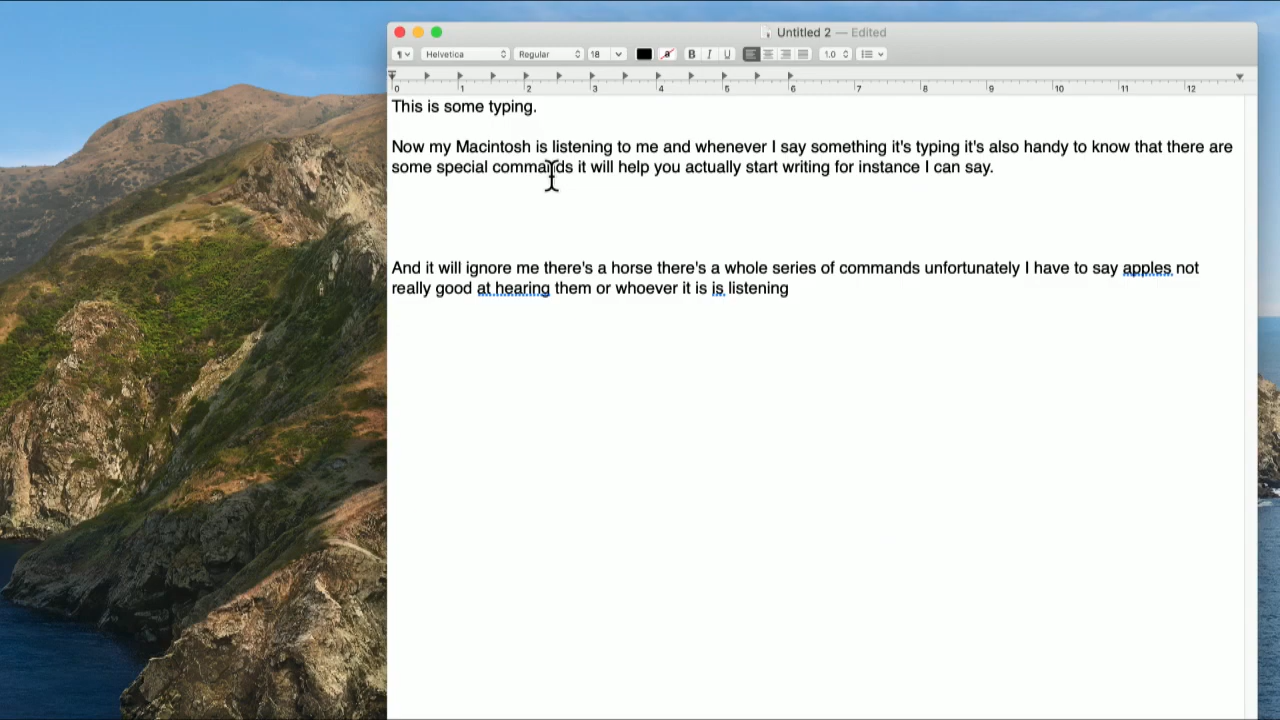 Untitled 2 — Edited
¶ Helvetica Regular 18 a B I U 1.0
0 1 2 3 4 5 6 7 8 9 10 11 12
This is some typing.
Now my Macintosh is listening to me and whenever I say something it's typing it's also handy to know that there are
some special commands it will help you actually start writing for instance I can say.
And it will ignore me there's a horse there's a whole series of commands unfortunately I have to say apples not
really good at hearing them or whoever it is is listening